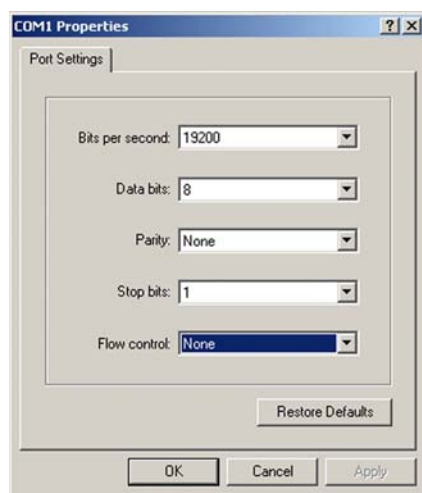 COM1 Properties
Port Settings
Bits per second: 19200
Data bits: 8
Parity: None
Stop bits: 1
Flow control: None
Restore Defaults
OK Cancel Apply